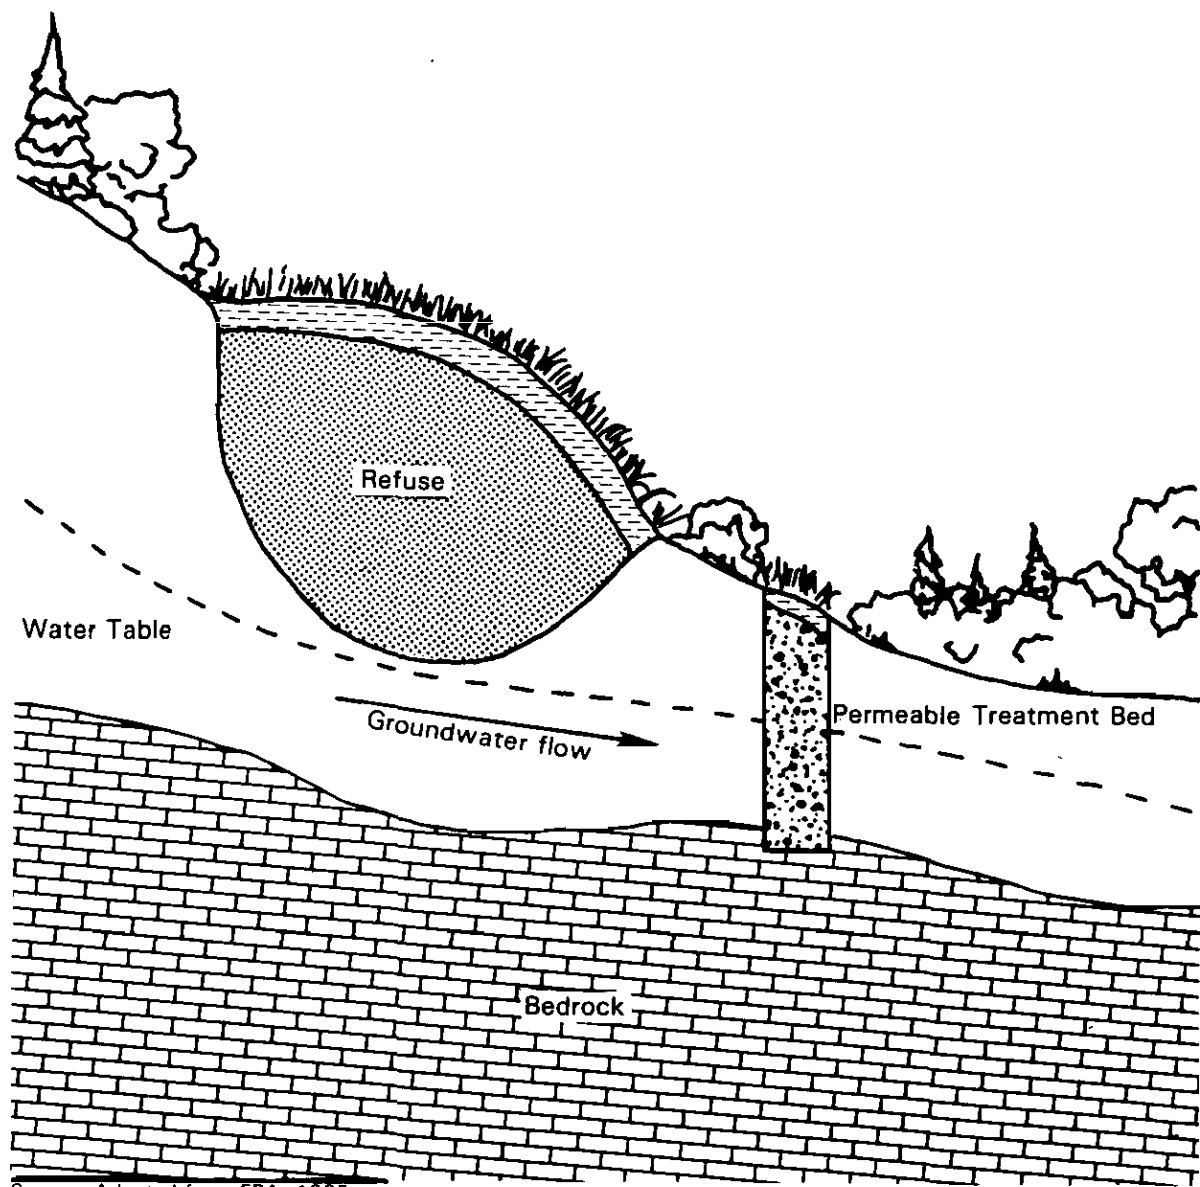 Refuse
Water Table
Groundwater flow
Permeable Treatment Bed
Bedrock